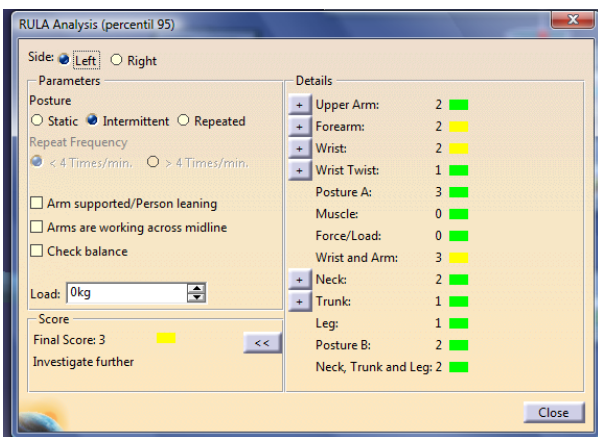 RULA Analysis (percentil 95)
Side: Left Right
Parameters
Posture
Static Intermittent Repeated
Repeat Frequency
< 4 Times/min. > 4 Times/min.
Arm supported/Person leaning
Arms are working across midline
Check balance
Load: 0kg
Score
Final Score: 3
<<
Investigate further
Details
+ Upper Arm: 2
+ Forearm: 2
+ Wrist: 2
+ Wrist Twist: 1
Posture A: 3
Muscle: 0
Force/Load: 0
Wrist and Arm: 3
+ Neck: 2
+ Trunk: 1
Leg: 1
Posture B: 2
Neck, Trunk and Leg: 2
Close